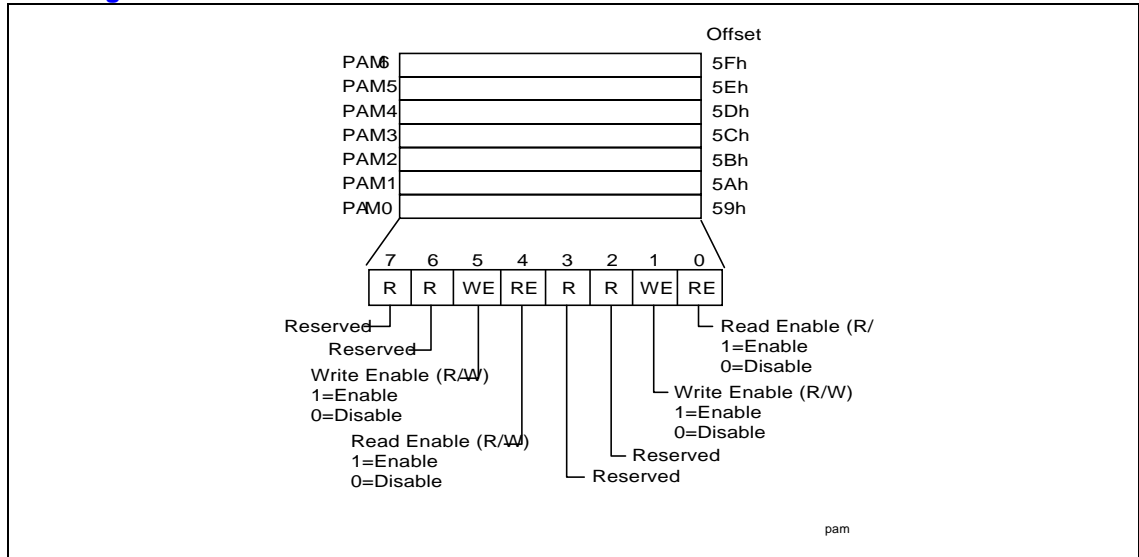 Offset
PAM6 5Fh
PAM5 5Eh
PAM4 5Dh
PAM3 5Ch
PAM2 5Bh
PAM1 5Ah
PAM0 59h
7 6 5 4 3 2 1 0
R R WE RE R R WE RE
Reserved
Reserved
Write Enable (R/W)
1=Enable
0=Disable
Read Enable (R/W)
1=Enable
0=Disable
Read Enable (R/
1=Enable
0=Disable
Write Enable (R/W)
1=Enable
0=Disable
Reserved
Reserved
pam